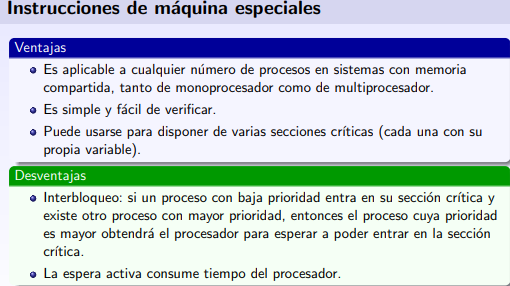 Instrucciones de máquina especiales
Ventajas
Es aplicable a cualquier número de procesos en sistemas con memoria
compartida, tanto de monoprocesador como de multiprocesador.
Es simple y fácil de verificar.
Puede usarse para disponer de varias secciones críticas (cada una con su
propia variable).
Desventajas
Interbloqueo: si un proceso con baja prioridad entra en su sección crítica y
existe otro proceso con mayor prioridad, entonces el proceso cuya prioridad
es mayor obtendrá el procesador para esperar a poder entrar en la sección
crítica.
La espera activa consume tiempo del procesador.